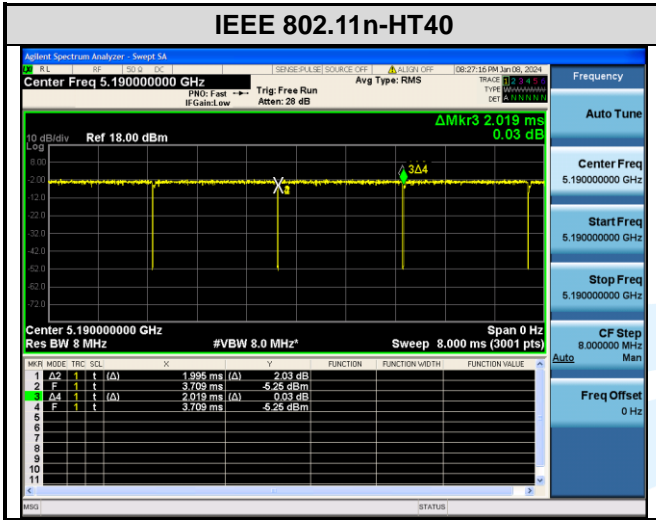 IEEE 802.11n-HT40
Agilent Spectrum Analyzer - Swept SA
RL RF 50 Ω DC SENSE:PULSE SOURCE OFF ALIGN OFF 08:27:16 PM Jan 08, 2024
Center Freq 5.190000000 GHz
PNO: Fast
IFGain:Low
Trig: Free Run
Atten: 28 dB
Avg Type: RMS
TRACE 1 2 3 4 5 6
TYPE
DET A N N N N N
ΔMkr3 2.019 ms
0.03 dB
10 dB/div Ref 18.00 dBm
Log
8.00
-2.00
-12.0
-22.0
-32.0
-42.0
-52.0
-62.0
-72.0
3Δ4
Center 5.190000000 GHz Span 0 Hz
Res BW 8 MHz #VBW 8.0 MHz* Sweep 8.000 ms (3001 pts)
MKR MODE TRC SCL X Y FUNCTION FUNCTION WIDTH FUNCTION VALUE
1 Δ2 1 t (Δ) 1.995 ms (Δ) 2.03 dB
2 F 1 t 3.709 ms -5.25 dBm
3 Δ4 1 t (Δ) 2.019 ms (Δ) 0.03 dB
4 F 1 t 3.709 ms -5.25 dBm
5
6
7
8
9
10
11
MSG STATUS
Frequency
Auto Tune
Center Freq
5.190000000 GHz
Start Freq
5.190000000 GHz
Stop Freq
5.190000000 GHz
CF Step
8.000000 MHz
Auto Man
Freq Offset
0 Hz